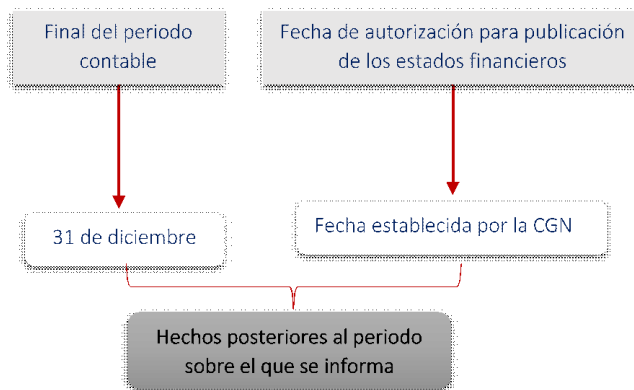 Final del periodo
contable
Fecha de autorización para publicación
de los estados financieros
31 de diciembre
Fecha establecida por la CGN
Hechos posteriores al periodo
sobre el que se informa